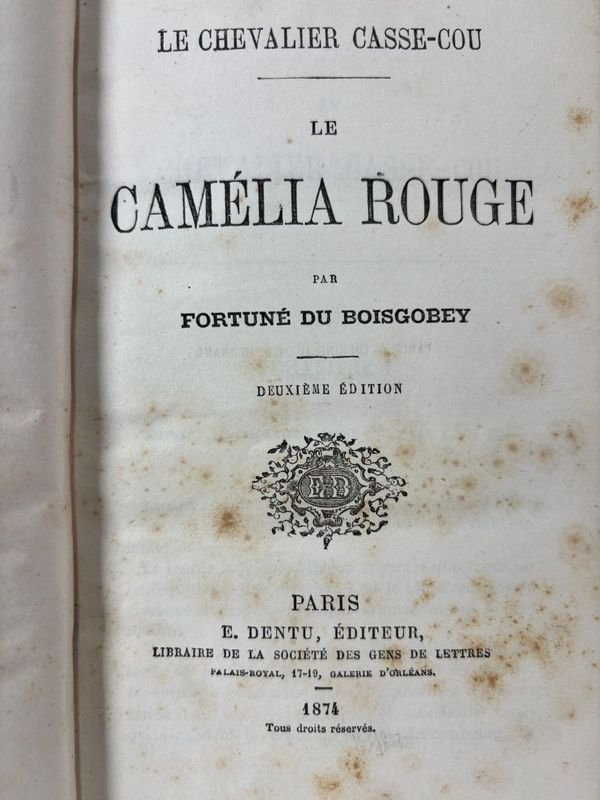 LE CHEVALIER CASSE-COU
LE
CAMÉLIA ROUGE
PAR
FORTUNÉ DU BOISGOBEY
DEUXIÈME ÉDITION
ED
PARIS
E. DENTU, ÉDITEUR,
LIBRAIRE DE LA SOCIÉTÉ DES GENS DE LETTRES
PALAIS-ROYAL, 17-19, GALERIE D'ORLÉANS.
1874
Tous droits réservés.